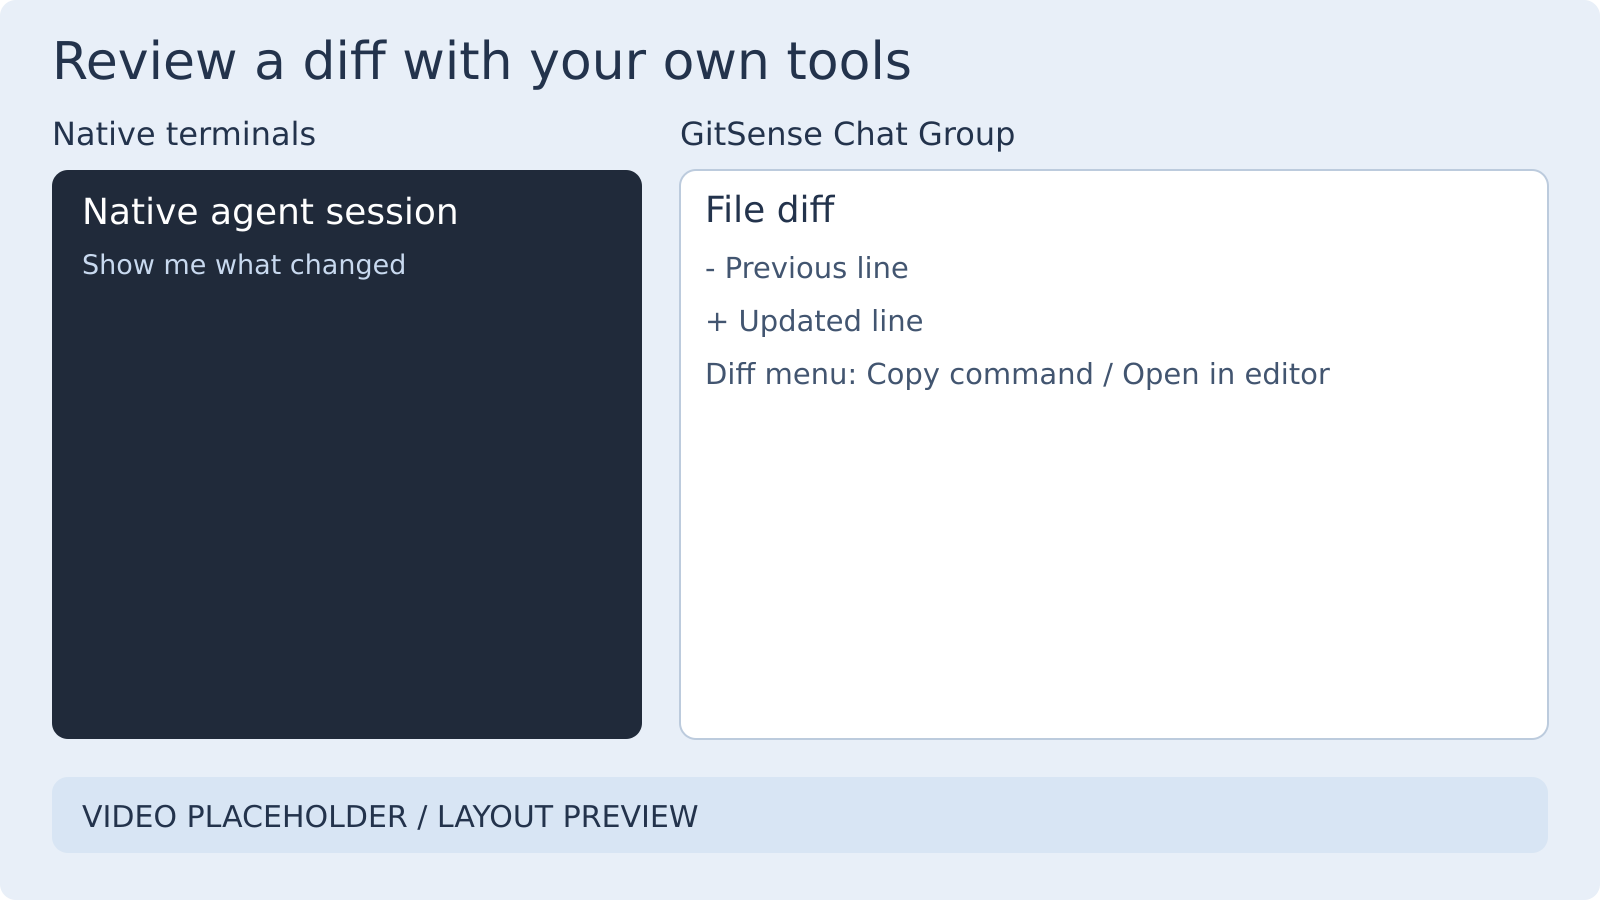 Review a diff with your own tools
Native terminals
GitSense Chat Group
Native agent session
Show me what changed
File diff
- Previous line
+ Updated line
Diff menu: Copy command / Open in editor
VIDEO PLACEHOLDER / LAYOUT PREVIEW